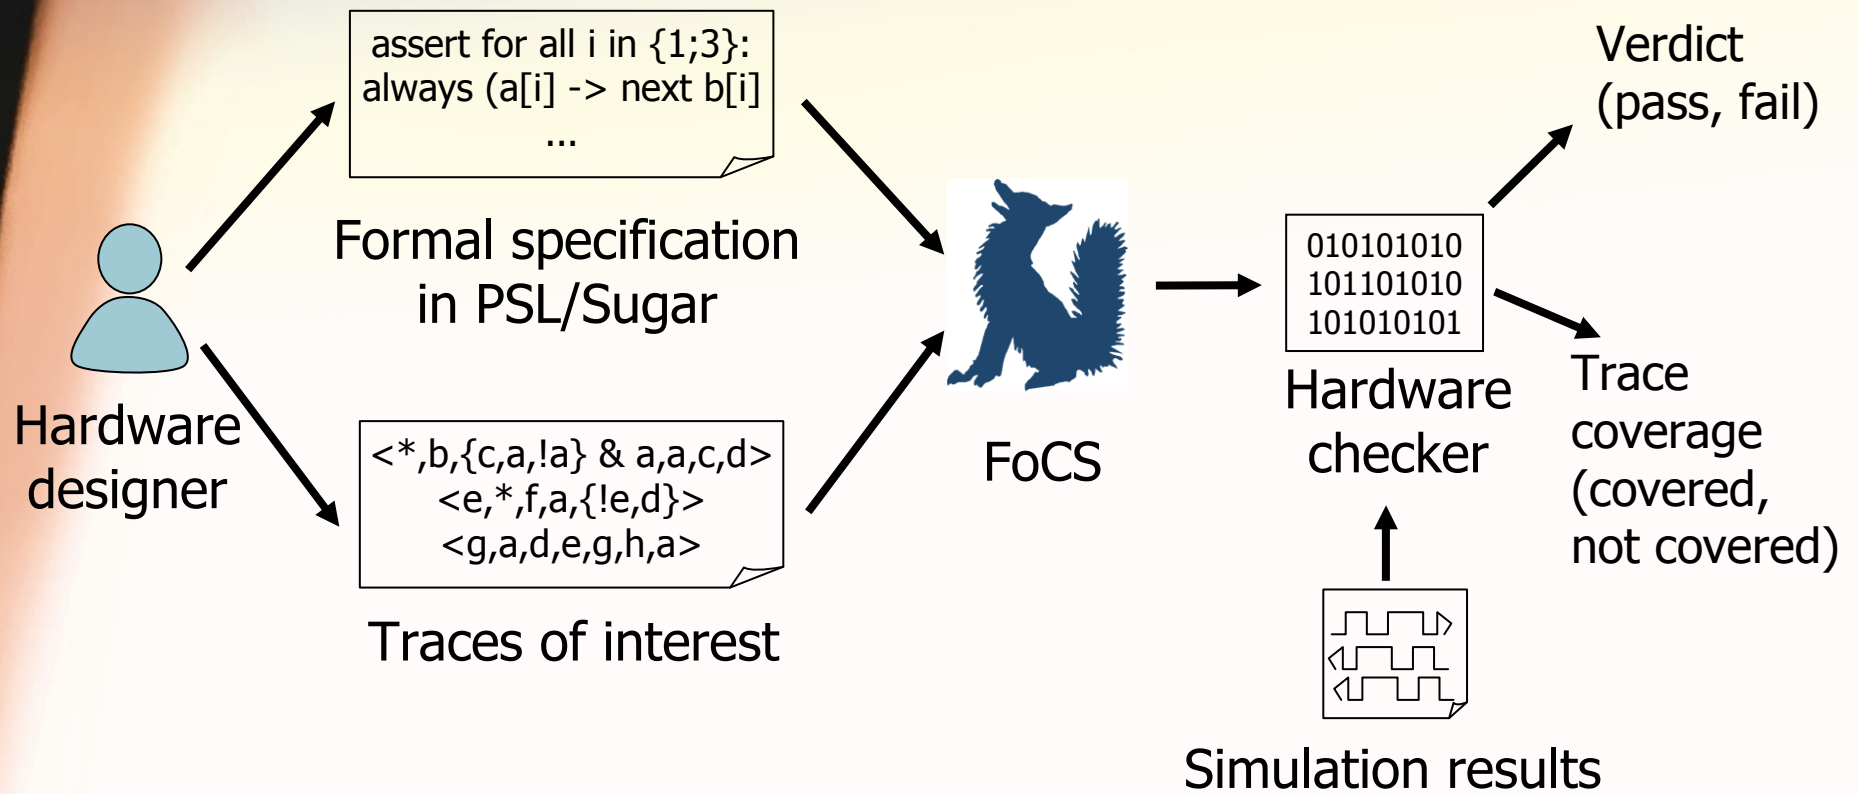 assert for all i in {1;3}:
always (a[i] -> next b[i]
...
Formal specification
in PSL/Sugar
Hardware
designer
<*,b,{c,a,!a} & a,a,c,d>
<e,*,f,a,{!e,d}>
<g,a,d,e,g,h,a>
Traces of interest
FoCS
010101010
101101010
101010101
Hardware
checker
Verdict
(pass, fail)
Trace
coverage
(covered,
not covered)
Simulation results